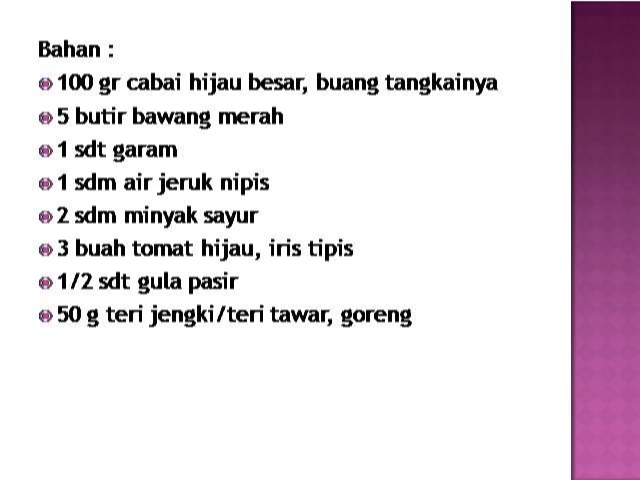 Bahan :
100 gr cabai hijau besar, buang tangkainya
5 butir bawang merah
1 sdt garam
1 sdm air jeruk nipis
2 sdm minyak sayur
3 buah tomat hijau, iris tipis
1/2 sdt gula pasir
50 g teri jengki/teri tawar, goreng